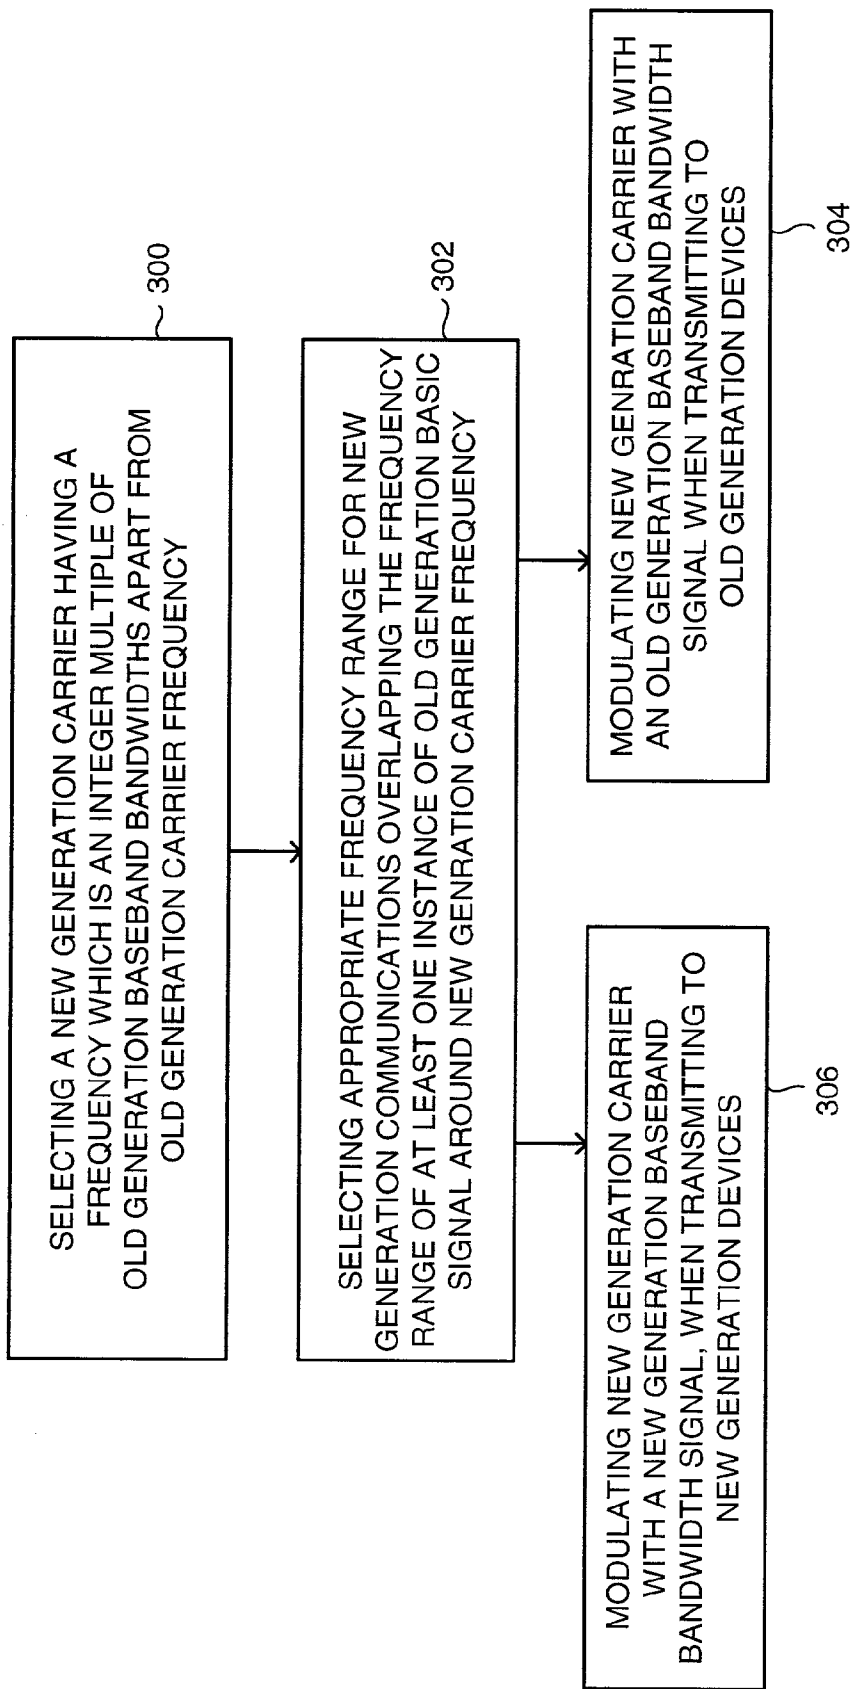 SELECTING A NEW GENERATION CARRIER HAVING A
FREQUENCY WHICH IS AN INTEGER MULTIPLE OF
OLD GENERATION BASEBAND BANDWIDTHS APART FROM
OLD GENERATION CARRIER FREQUENCY
300
SELECTING APPROPRIATE FREQUENCY RANGE FOR NEW
GENERATION COMMUNICATIONS OVERLAPPING THE FREQUENCY
RANGE OF AT LEAST ONE INSTANCE OF OLD GENERATION BASIC
SIGNAL AROUND NEW GENRATION CARRIER FREQUENCY
302
MODULATING NEW GENERATION CARRIER
WITH A NEW GENERATION BASEBAND
BANDWIDTH SIGNAL, WHEN TRANSMITTING TO
NEW GENERATION DEVICES
306
MODULATING NEW GENRATION CARRIER WITH
AN OLD GENERATION BASEBAND BANDWIDTH
SIGNAL WHEN TRANSMITTING TO
OLD GENERATION DEVICES
304